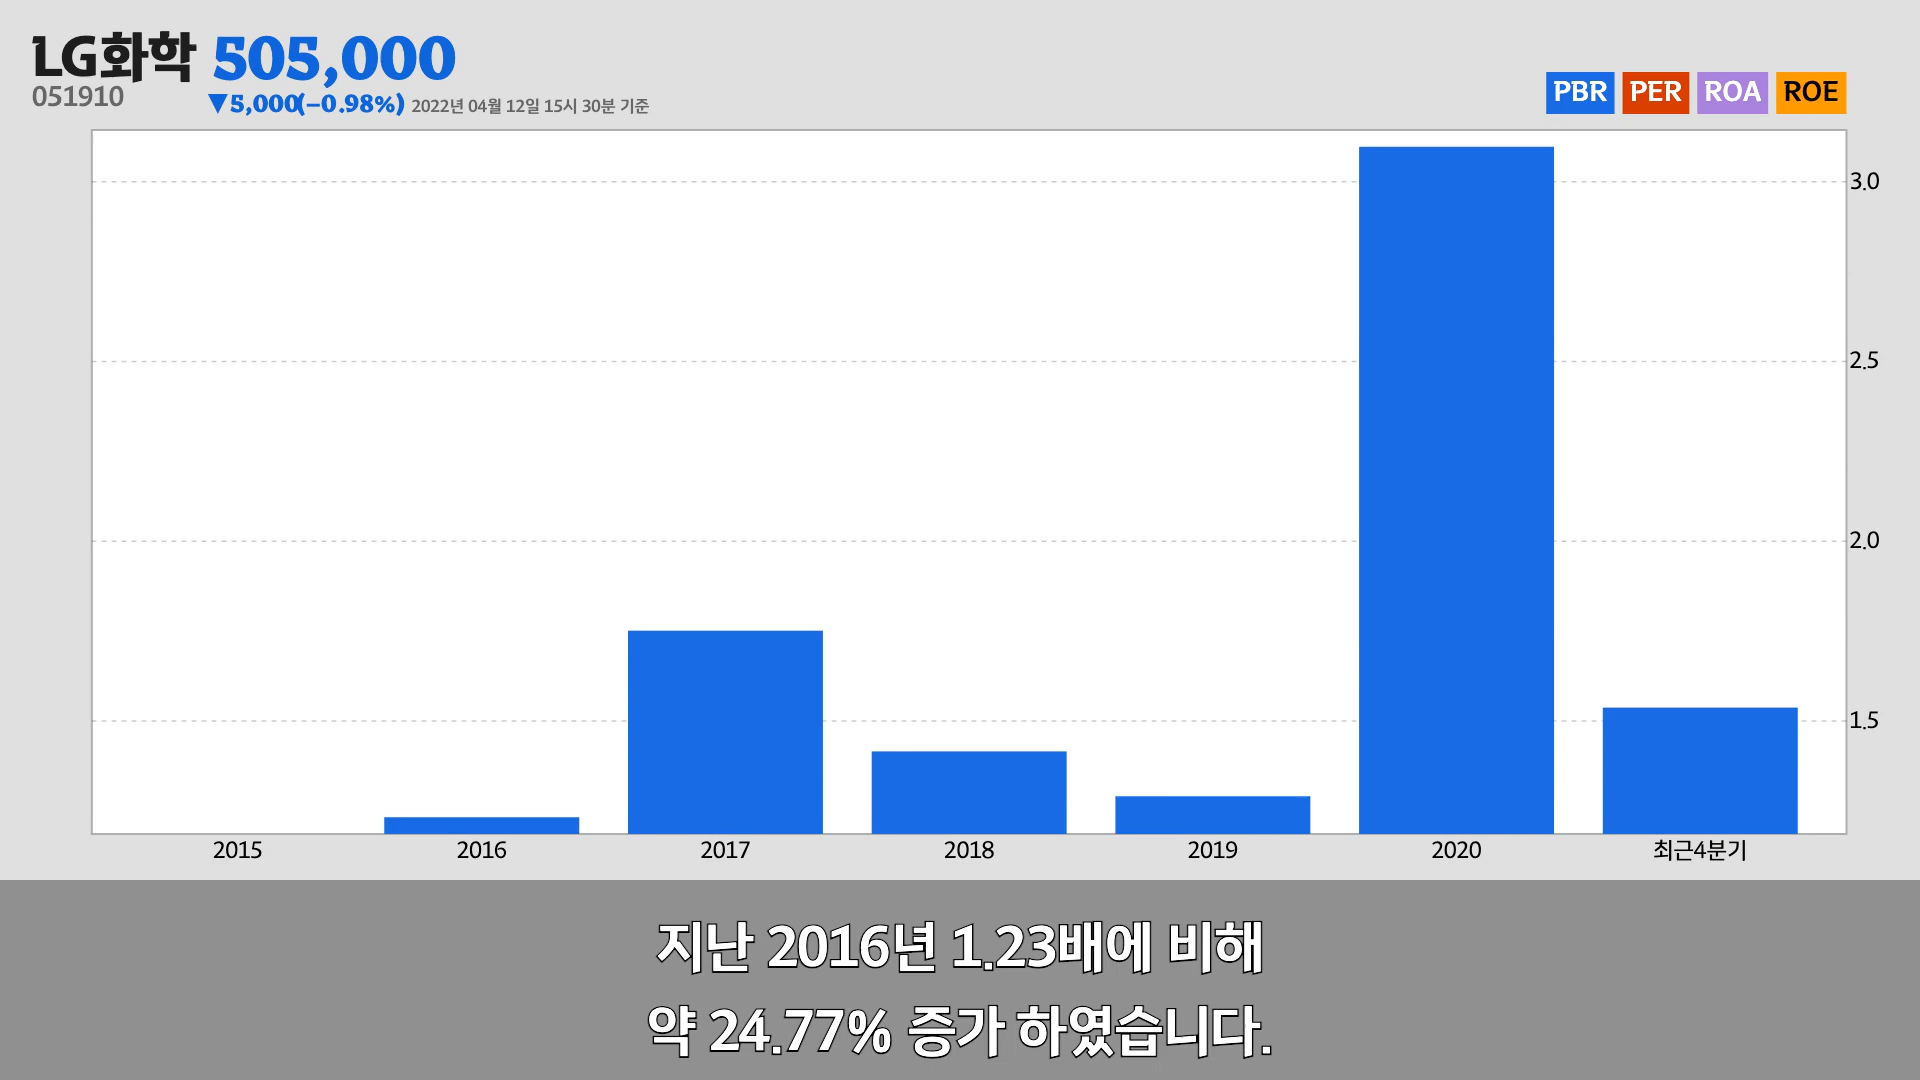 LG화학 505,000
051910 ▼5,000(−0.98%) 2022년 04월 12일 15시 30분 기준
PBR PER ROA ROE
3.0
2.5
2.0
1.5
2015 2016 2017 2018 2019 2020 최근4분기
지난 2016년 1.23배에 비해
약 24.77% 증가 하였습니다.